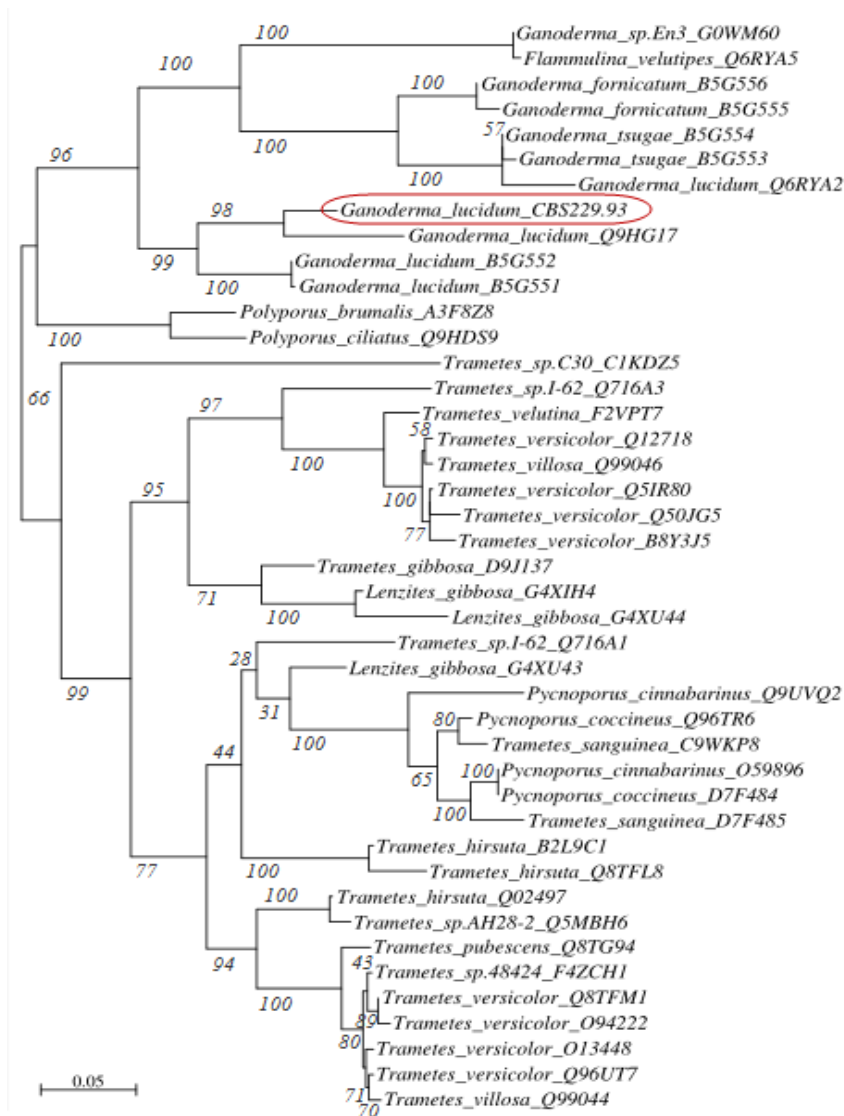 100
Ganoderma_sp.En3_G0WM60
Flammulina_velutipes_Q6RYA5
100
100
Ganoderma_fornicatum_B5G556
Ganoderma_fornicatum_B5G555
57
Ganoderma_tsugae_B5G554
100
Ganoderma_tsugae_B5G553
96
100
Ganoderma_lucidum_Q6RYA2
98
Ganoderma_lucidum_CBS229.93
Ganoderma_lucidum_Q9HG17
99
Ganoderma_lucidum_B5G552
100
Ganoderma_lucidum_B5G551
Polyporus_brumalis_A3F8Z8
100
Polyporus_ciliatus_Q9HDS9
Trametes_sp.C30_C1KDZ5
66
Trametes_sp.I-62_Q716A3
97
Trametes_velutina_F2VPT7
58
Trametes_versicolor_Q12718
100
Trametes_villosa_Q99046
95
100
Trametes_versicolor_Q5IR80
Trametes_versicolor_Q50JG5
77
Trametes_versicolor_B8Y3J5
Trametes_gibbosa_D9J137
71
Lenzites_gibbosa_G4XIH4
100
Lenzites_gibbosa_G4XU44
Trametes_sp.I-62_Q716A1
28
Lenzites_gibbosa_G4XU43
99
31
Pycnoporus_cinnabarinus_Q9UVQ2
80
Pycnoporus_coccineus_Q96TR6
100
Trametes_sanguinea_C9WKP8
44
65
100
Pycnoporus_cinnabarinus_O59896
Pycnoporus_coccineus_D7F484
100
Trametes_sanguinea_D7F485
Trametes_hirsuta_B2L9C1
77
100
Trametes_hirsuta_Q8TFL8
100
Trametes_hirsuta_Q02497
Trametes_sp.AH28-2_Q5MBH6
94
Trametes_pubescens_Q8TG94
43
Trametes_sp.48424_F4ZCH1
100
Trametes_versicolor_Q8TFM1
89
Trametes_versicolor_O94222
80
Trametes_versicolor_O13448
Trametes_versicolor_Q96UT7
71
Trametes_villosa_Q99044
70
0.05